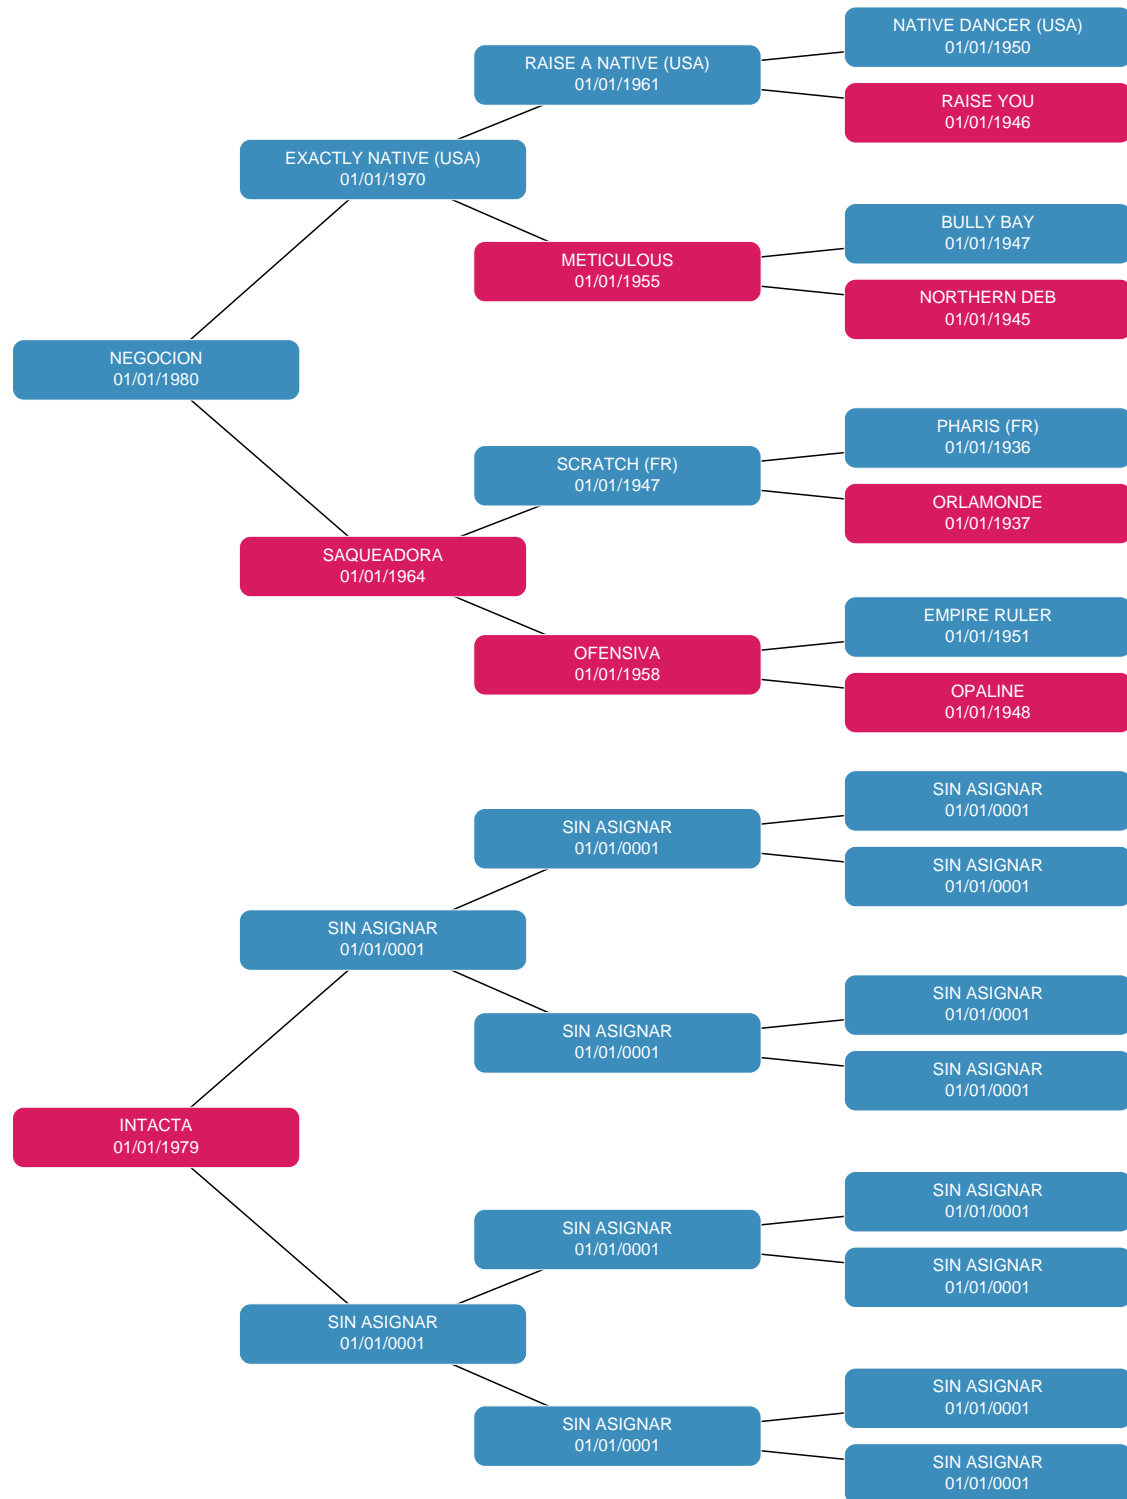 NATIVE DANCER (USA)
01/01/1950
RAISE A NATIVE (USA)
01/01/1961
RAISE YOU
01/01/1946
EXACTLY NATIVE (USA)
01/01/1970
BULLY BAY
01/01/1947
METICULOUS
01/01/1955
NORTHERN DEB
01/01/1945
NEGOCION
01/01/1980
PHARIS (FR)
01/01/1936
SCRATCH (FR)
01/01/1947
ORLAMONDE
01/01/1937
SAQUEADORA
01/01/1964
EMPIRE RULER
01/01/1951
OFENSIVA
01/01/1958
OPALINE
01/01/1948
SIN ASIGNAR
01/01/0001
SIN ASIGNAR
01/01/0001
SIN ASIGNAR
01/01/0001
SIN ASIGNAR
01/01/0001
SIN ASIGNAR
01/01/0001
SIN ASIGNAR
01/01/0001
SIN ASIGNAR
01/01/0001
INTACTA
01/01/1979
SIN ASIGNAR
01/01/0001
SIN ASIGNAR
01/01/0001
SIN ASIGNAR
01/01/0001
SIN ASIGNAR
01/01/0001
SIN ASIGNAR
01/01/0001
SIN ASIGNAR
01/01/0001
SIN ASIGNAR
01/01/0001